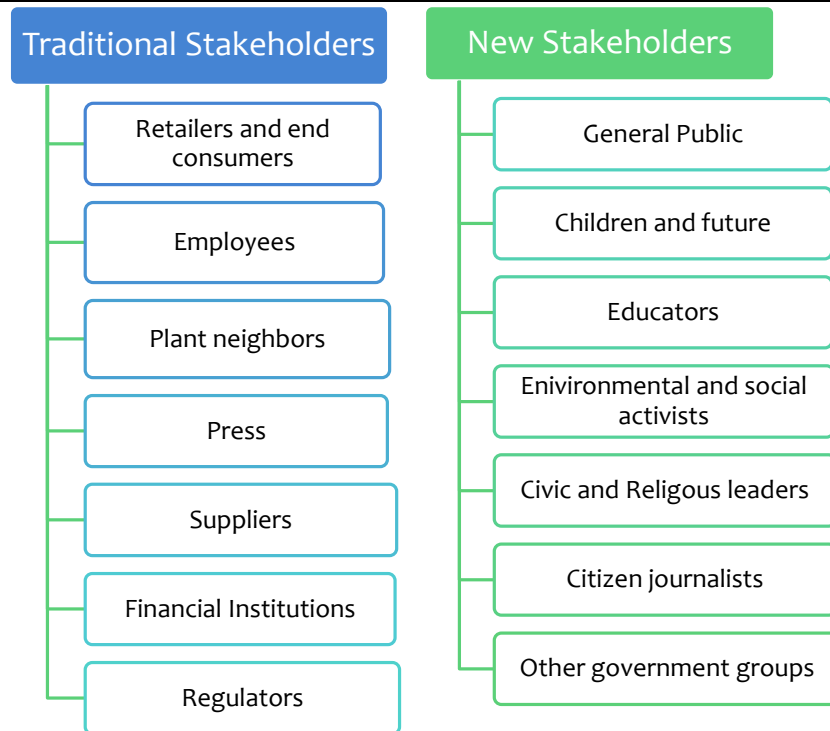 Traditional Stakeholders
Retailers and end
consumers
Employees
Plant neighbors
Press
Suppliers
Financial Institutions
Regulators
New Stakeholders
General Public
Children and future
Educators
Enivironmental and social
activists
Civic and Religous leaders
Citizen journalists
Other government groups